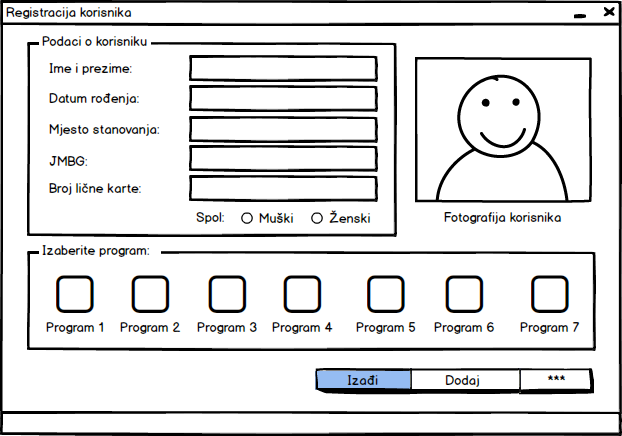 Registracija korisnika
Podaci o korisniku
Ime i prezime:
Datum rođenja:
Mjesto stanovanja:
JMBG:
Broj lične karte:
Spol: Muški Ženski
Fotografija korisnika
Izaberite program:
Program 1 Program 2 Program 3 Program 4 Program 5 Program 6 Program 7
Izađi Dodaj ***